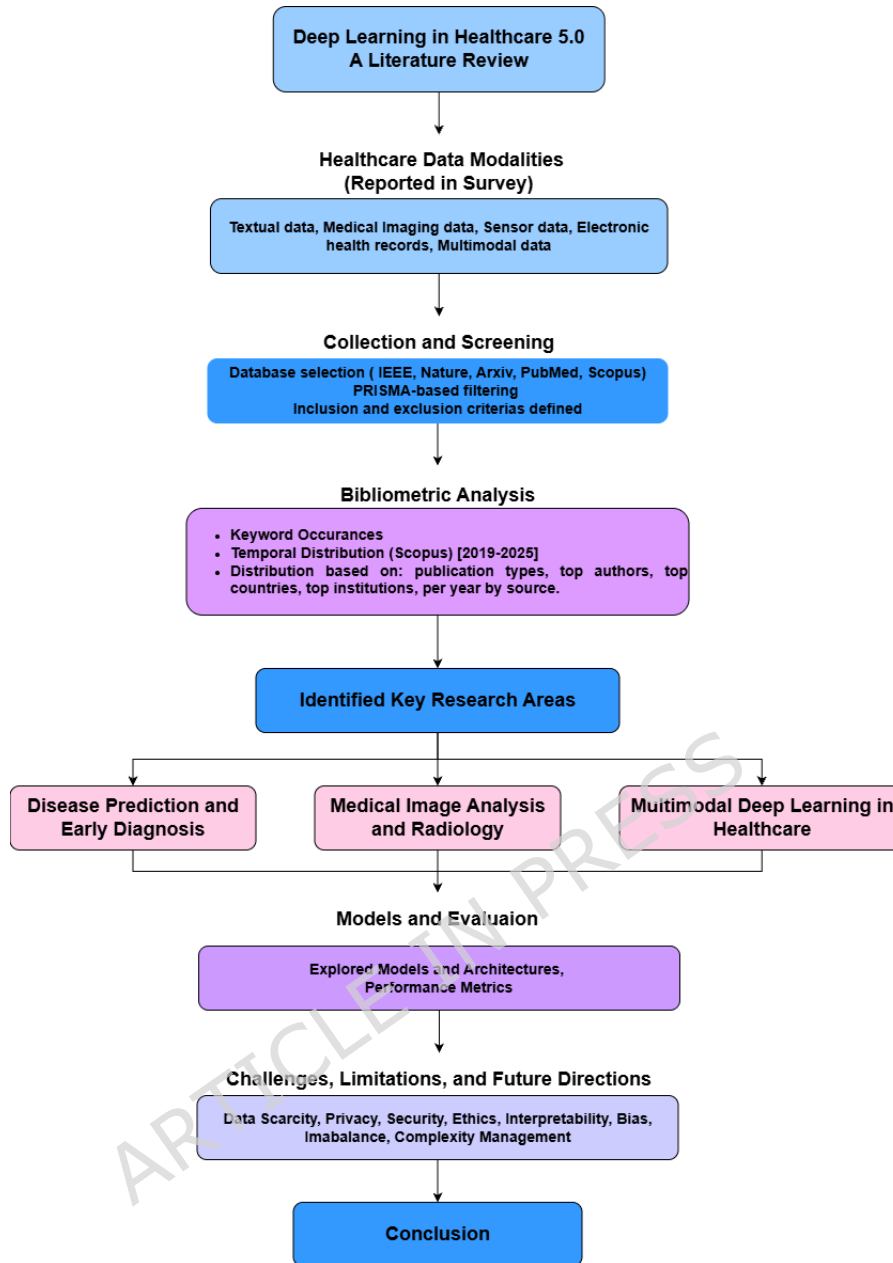 Deep Learning in Healthcare 5.0
A Literature Review
Healthcare Data Modalities
(Reported in Survey)
Textual data, Medical Imaging data, Sensor data, Electronic
health records, Multimodal data
Collection and Screening
Database selection ( IEEE, Nature, Arxiv, PubMed, Scopus)
PRISMA-based filtering
Inclusion and exclusion criterias defined
Bibliometric Analysis
• Keyword Occurances
• Temporal Distribution (Scopus) [2019-2025]
• Distribution based on: publication types, top authors, top
countries, top institutions, per year by source.
Identified Key Research Areas
Disease Prediction and
Early Diagnosis
Medical Image Analysis
and Radiology
Multimodal Deep Learning in
Healthcare
Models and Evaluaion
Explored Models and Architectures,
Performance Metrics
Challenges, Limitations, and Future Directions
Data Scarcity, Privacy, Security, Ethics, Interpretability, Bias,
Imabalance, Complexity Management
Conclusion
ARTICLE IN PRESS